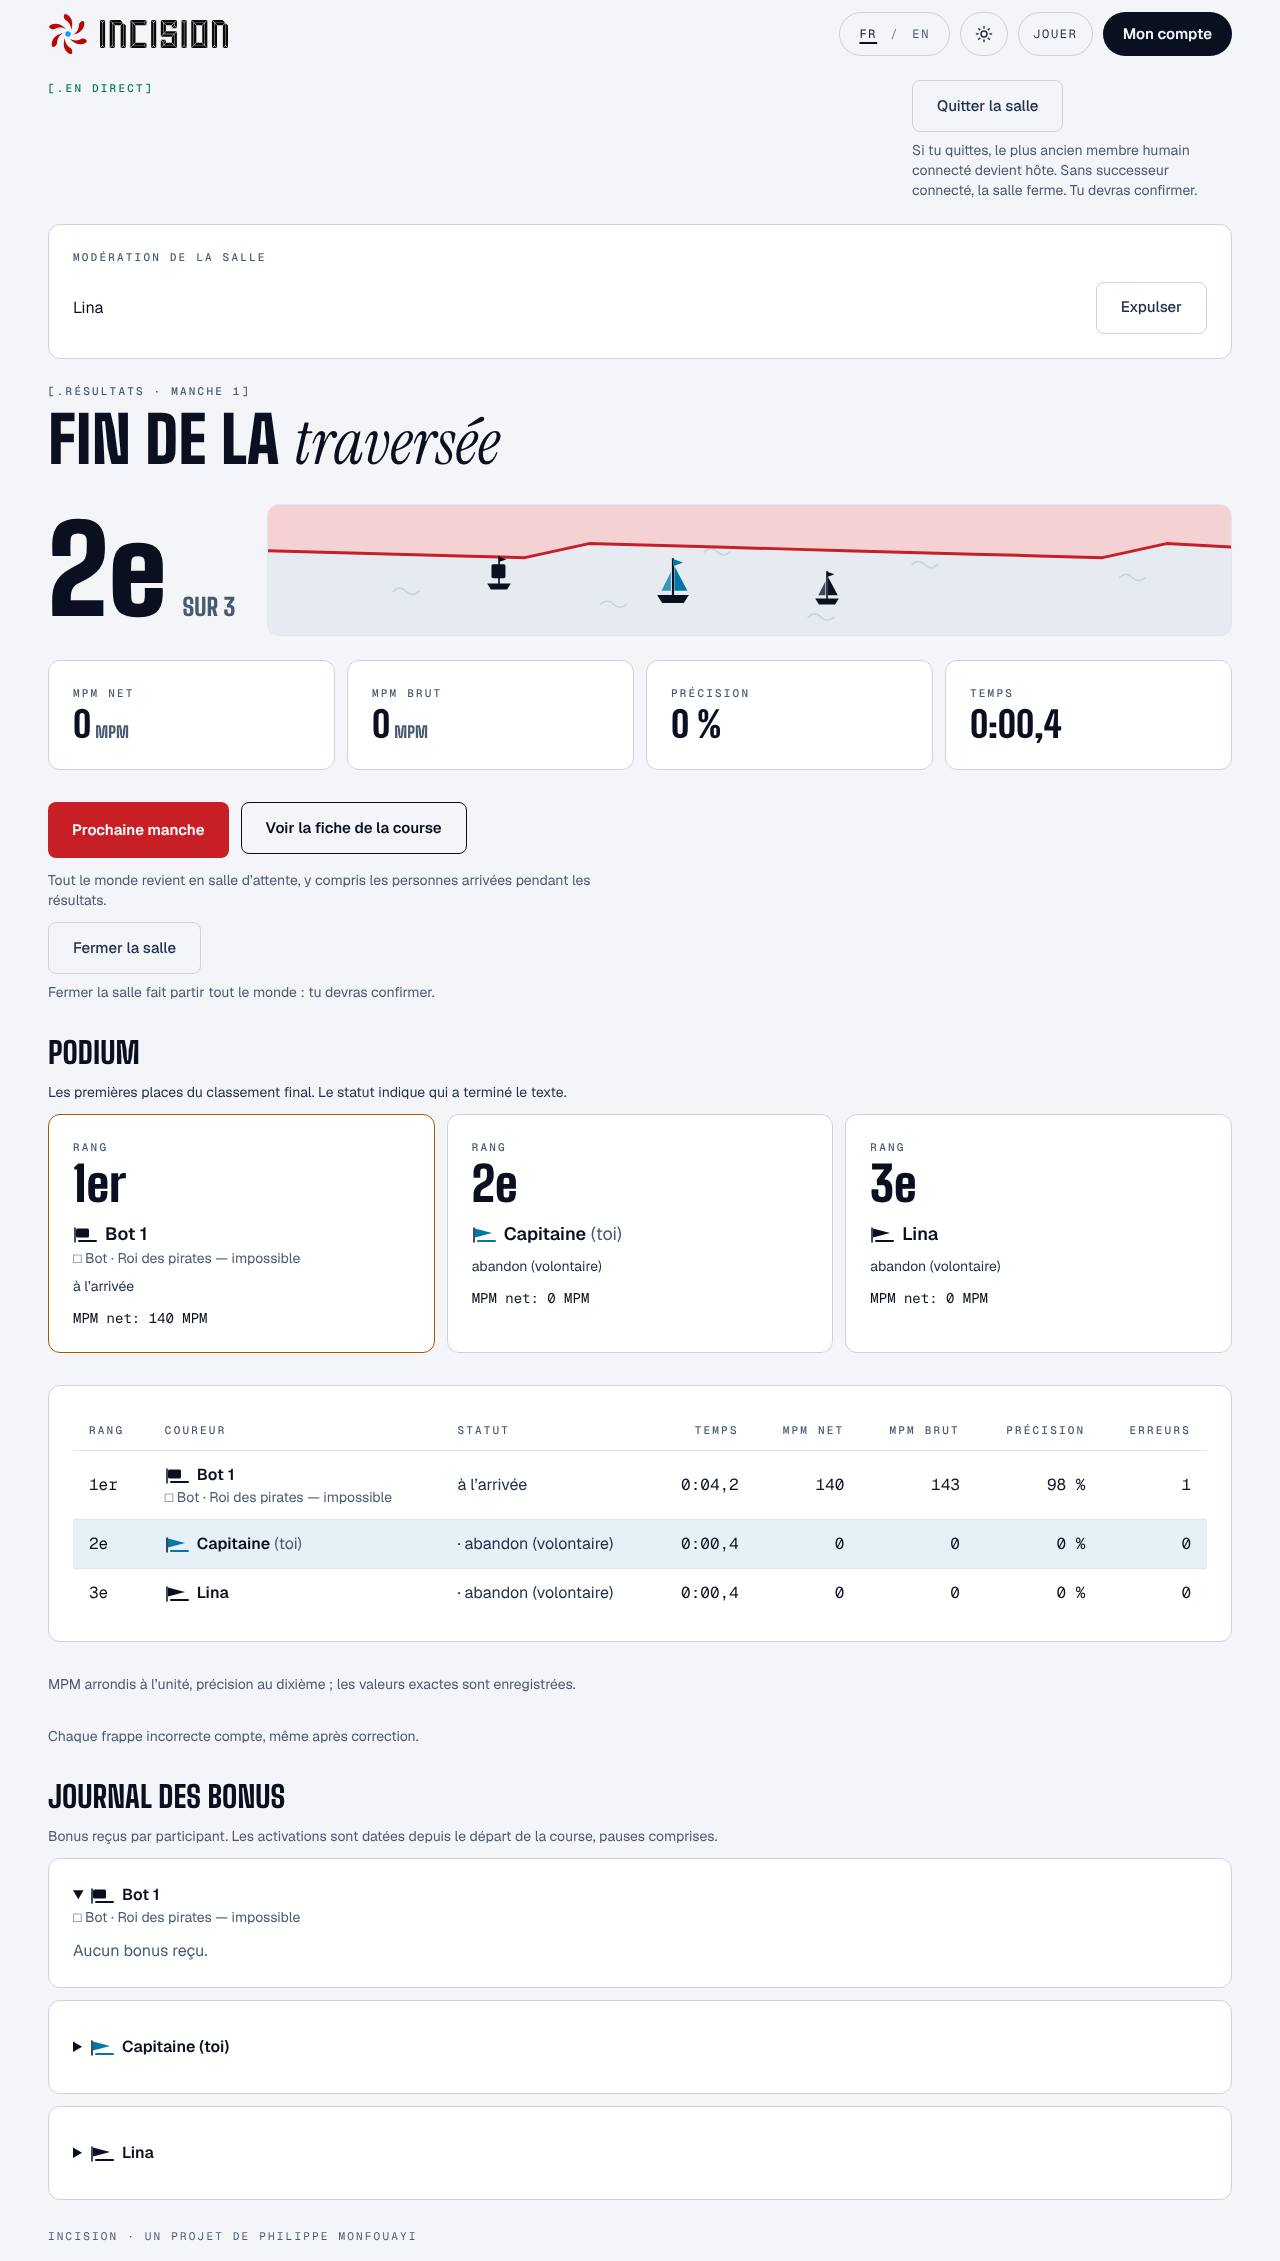 INCISION
FR / EN
JOUER
Mon compte
[.EN DIRECT]
Quitter la salle
Si tu quittes, le plus ancien membre humain
connecté devient hôte. Sans successeur
connecté, la salle ferme. Tu devras confirmer.
MODÉRATION DE LA SALLE
Lina
Expulser
[.RÉSULTATS · MANCHE 1]
FIN DE LA traversée
2e SUR 3
MPM NET
0 MPM
MPM BRUT
0 MPM
PRÉCISION
0 %
TEMPS
0:00,4
Prochaine manche
Voir la fiche de la course
Tout le monde revient en salle d’attente, y compris les personnes arrivées pendant les
résultats.
Fermer la salle
Fermer la salle fait partir tout le monde : tu devras confirmer.
PODIUM
Les premières places du classement final. Le statut indique qui a terminé le texte.
RANG
1er
Bot 1
□ Bot · Roi des pirates — impossible
à l’arrivée
MPM net: 140 MPM
RANG
2e
Capitaine (toi)
abandon (volontaire)
MPM net: 0 MPM
RANG
3e
Lina
abandon (volontaire)
MPM net: 0 MPM
RANG COUREUR STATUT TEMPS MPM NET MPM BRUT PRÉCISION ERREURS
1er Bot 1 à l’arrivée 0:04,2 140 143 98 % 1
□ Bot · Roi des pirates — impossible
2e Capitaine (toi) · abandon (volontaire) 0:00,4 0 0 0 % 0
3e Lina · abandon (volontaire) 0:00,4 0 0 0 % 0
MPM arrondis à l’unité, précision au dixième ; les valeurs exactes sont enregistrées.
Chaque frappe incorrecte compte, même après correction.
JOURNAL DES BONUS
Bonus reçus par participant. Les activations sont datées depuis le départ de la course, pauses comprises.
▼ Bot 1
□ Bot · Roi des pirates — impossible
Aucun bonus reçu.
▶ Capitaine (toi)
▶ Lina
INCISION · UN PROJET DE PHILIPPE MONFOUAYI